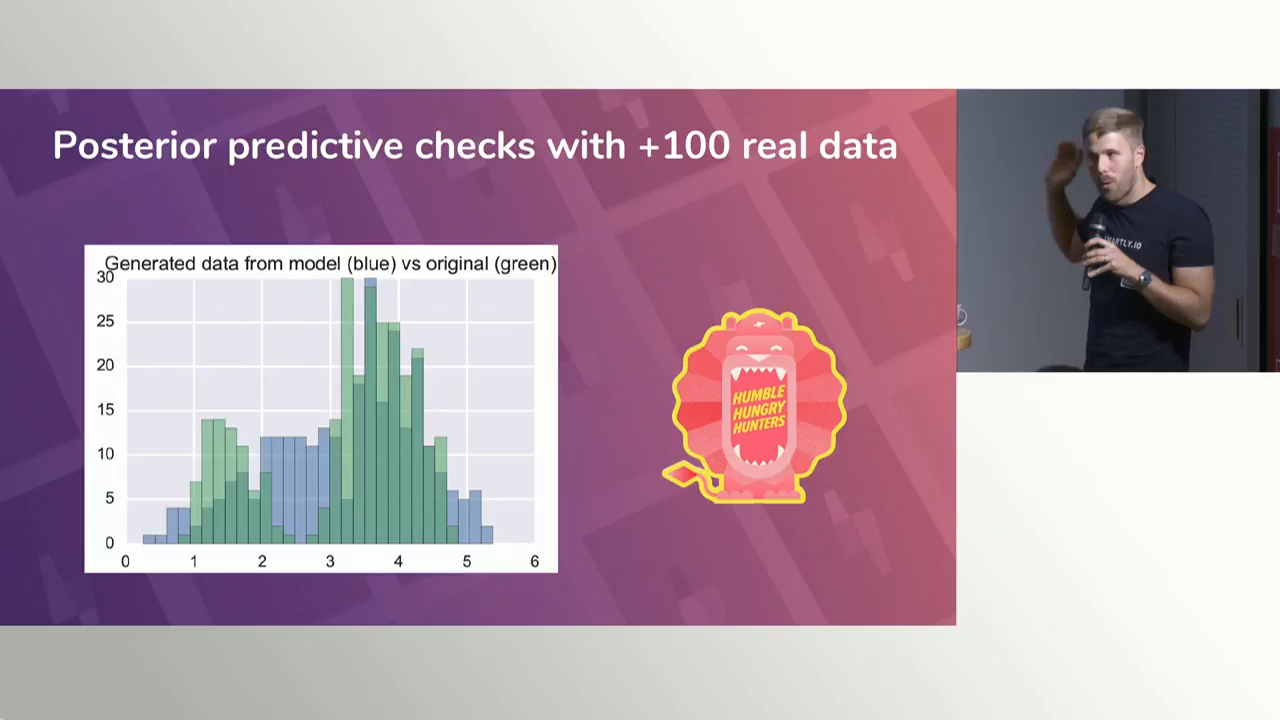 Posterior predictive checks with +100 real data
Generated data from model (blue) vs original (green)
30
25
20
15
10
5
0
0 1 2 3 4 5 6
HUMBLE
HUNGRY
HUNTERS